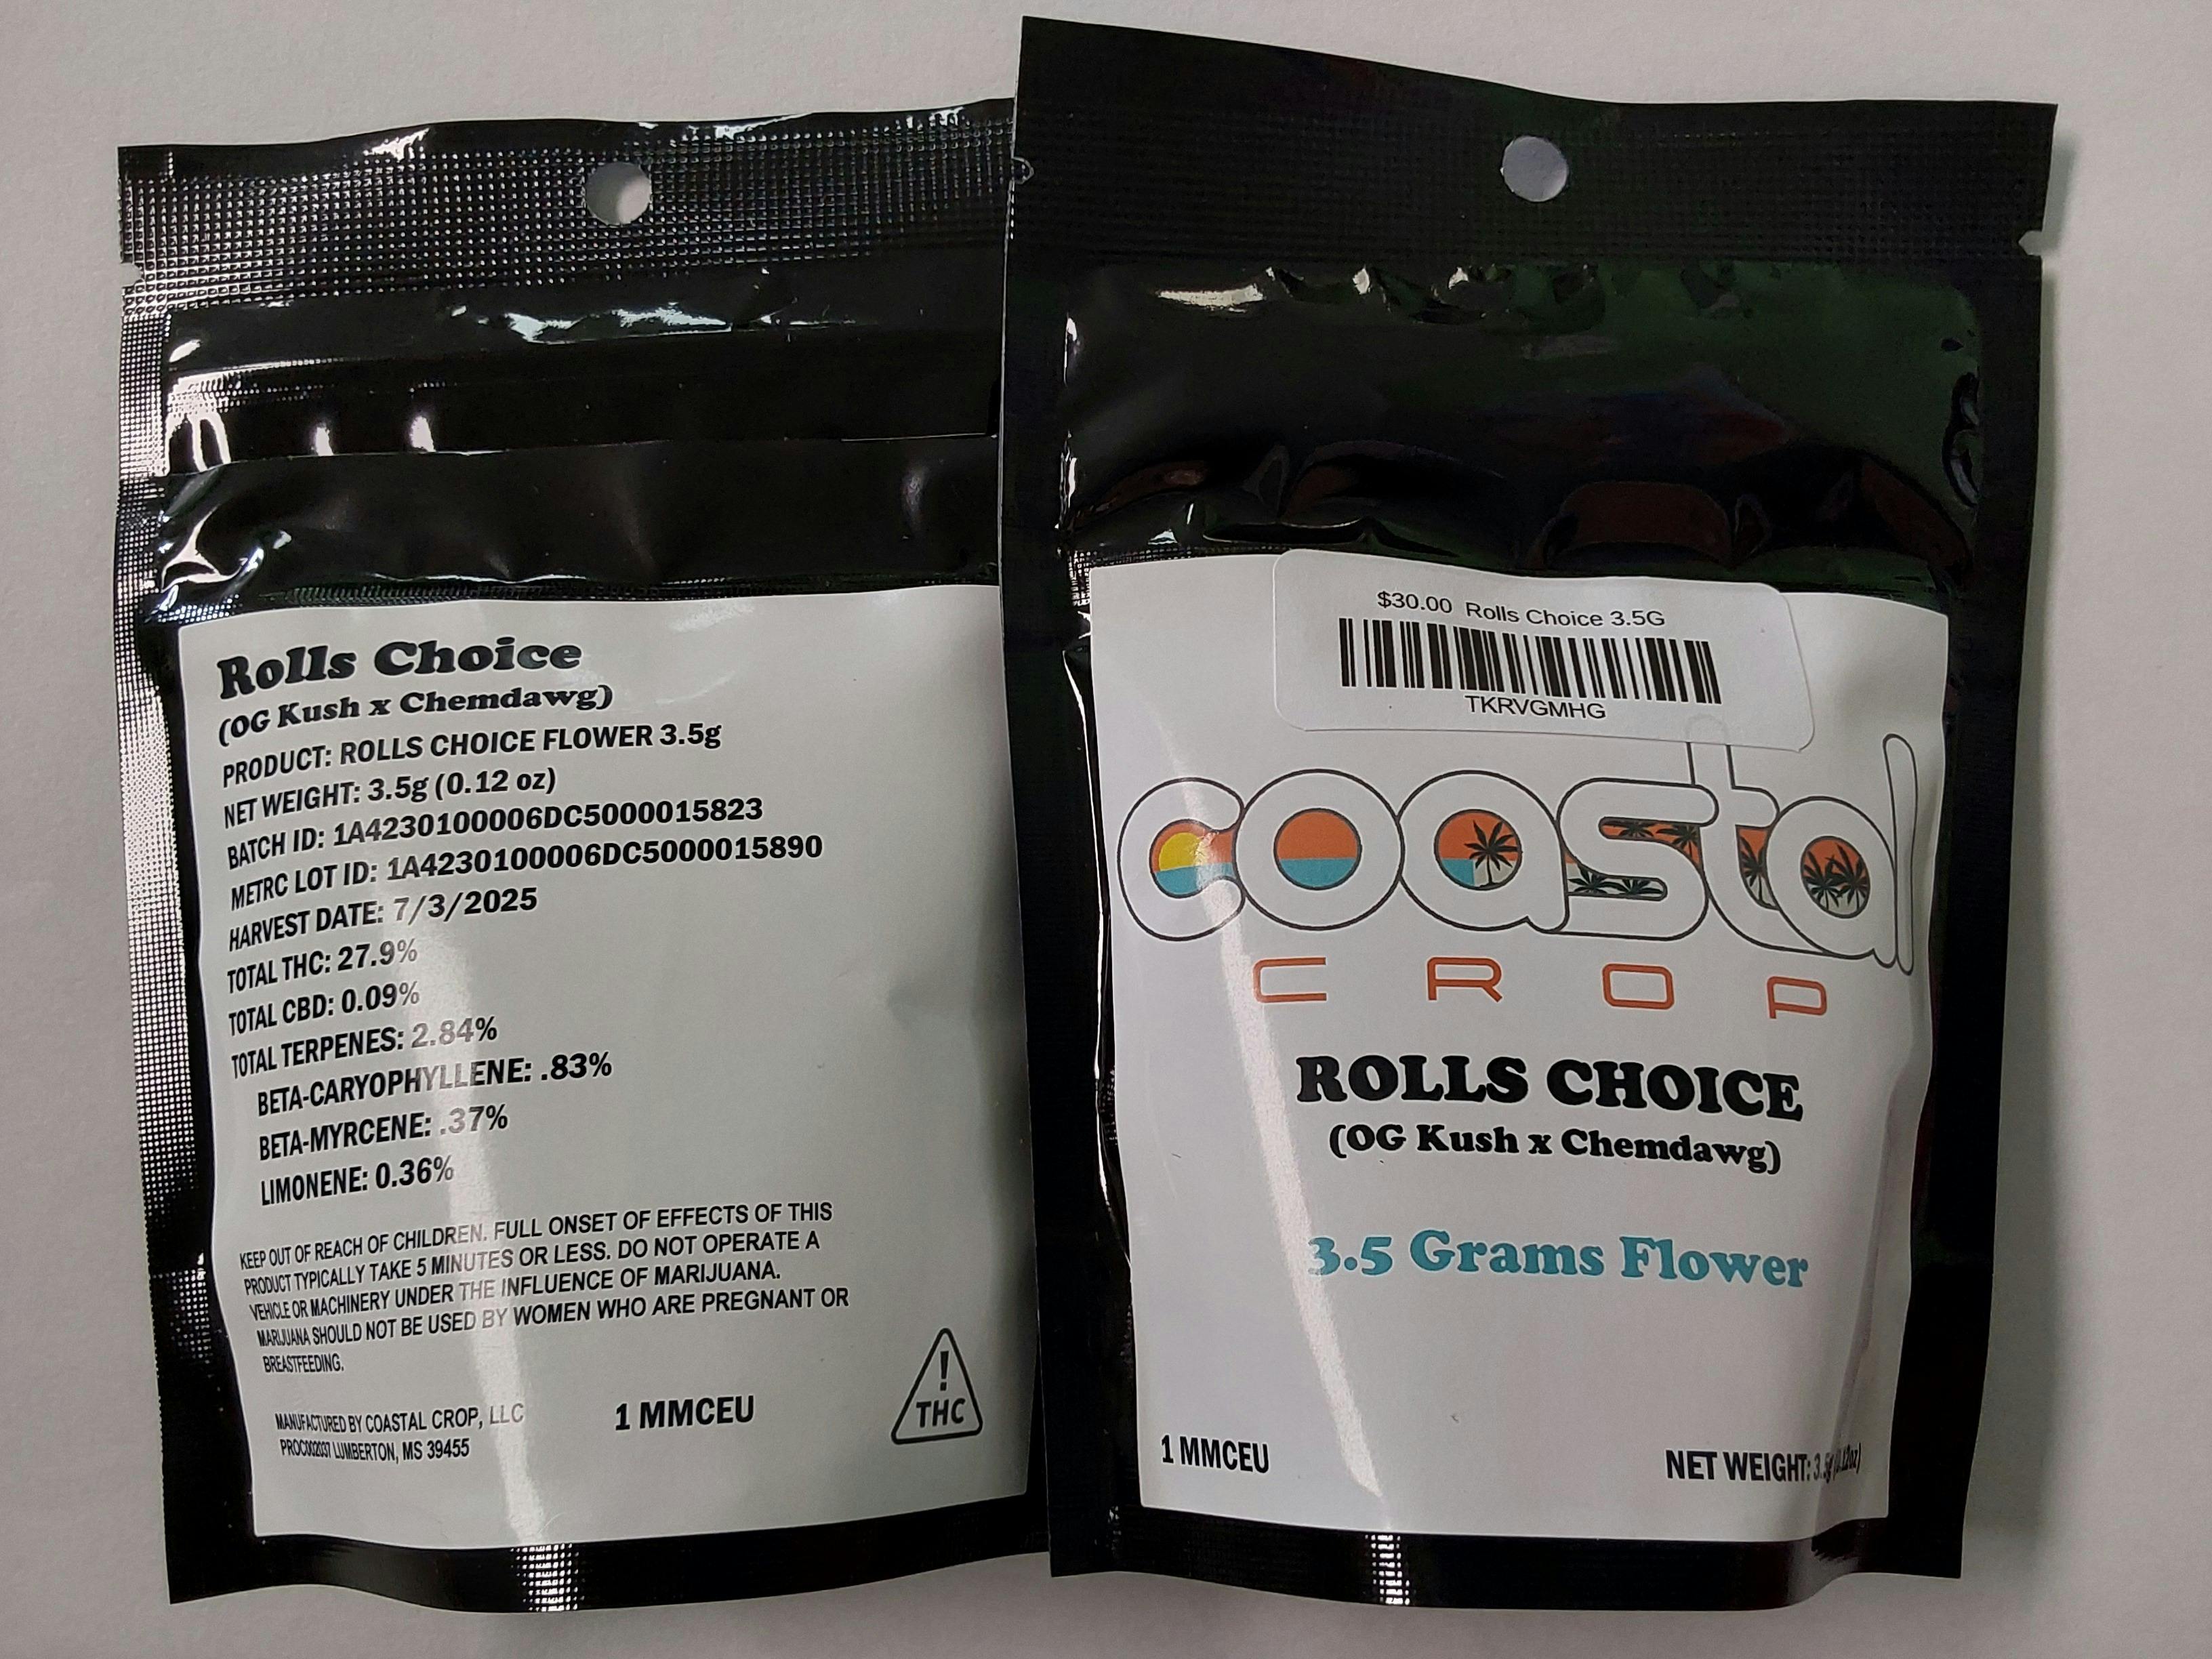 Rolls Choice
(OG Kush x Chemdawg)
PRODUCT: ROLLS CHOICE FLOWER 3.5g
NET WEIGHT: 3.5g (0.12 oz)
BATCH ID: 1A4230100006DC5000015823
METRC LOT ID: 1A4230100006DC5000015890
HARVEST DATE: 7/3/2025
TOTAL THC: 27.9%
TOTAL CBD: 0.09%
TOTAL TERPENES: 2.84%
BETA-CARYOPHYLLENE: .83%
BETA-MYRCENE: .37%
LIMONENE: 0.36%
KEEP OUT OF REACH OF CHILDREN. FULL ONSET OF EFFECTS OF THIS
PRODUCT TYPICALLY TAKE 5 MINUTES OR LESS. DO NOT OPERATE A
VEHICLE OR MACHINERY UNDER THE INFLUENCE OF MARIJUANA.
MARIJUANA SHOULD NOT BE USED BY WOMEN WHO ARE PREGNANT OR
BREASTFEEDING.
MANUFACTURED BY COASTAL CROP, LLC
PROC002037 LUMBERTON, MS 39455
1 MMCEU
!
THC
$30.00 Rolls Choice 3.5G
TKRVGMHG
coastal
CROP
ROLLS CHOICE
(OG Kush x Chemdawg)
3.5 Grams Flower
1 MMCEU
NET WEIGHT: 3.5g (0.12oz)